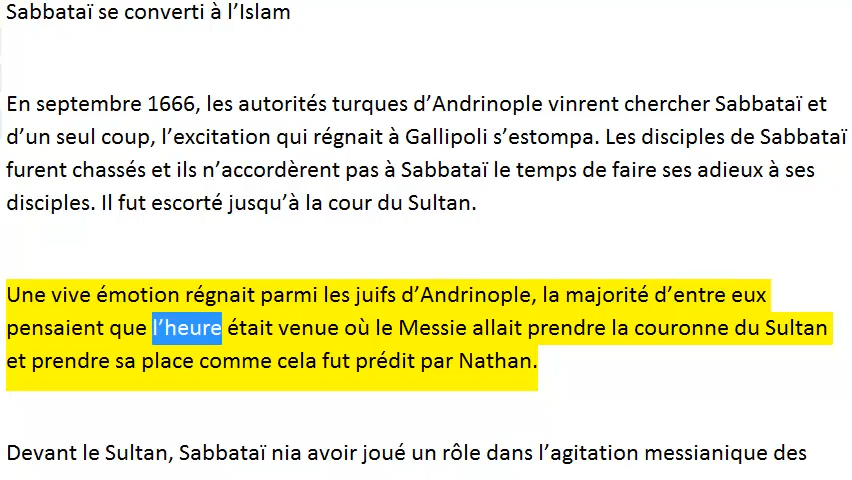 Sabbataï se converti à l’Islam
En septembre 1666, les autorités turques d’Andrinople vinrent chercher Sabbataï et
d’un seul coup, l’excitation qui régnait à Gallipoli s’estompa. Les disciples de Sabbataï
furent chassés et ils n’accordèrent pas à Sabbataï le temps de faire ses adieux à ses
disciples. Il fut escorté jusqu’à la cour du Sultan.
Une vive émotion régnait parmi les juifs d’Andrinople, la majorité d’entre eux
pensaient que l’heure était venue où le Messie allait prendre la couronne du Sultan
et prendre sa place comme cela fut prédit par Nathan.
Devant le Sultan, Sabbataï nia avoir joué un rôle dans l’agitation messianique des